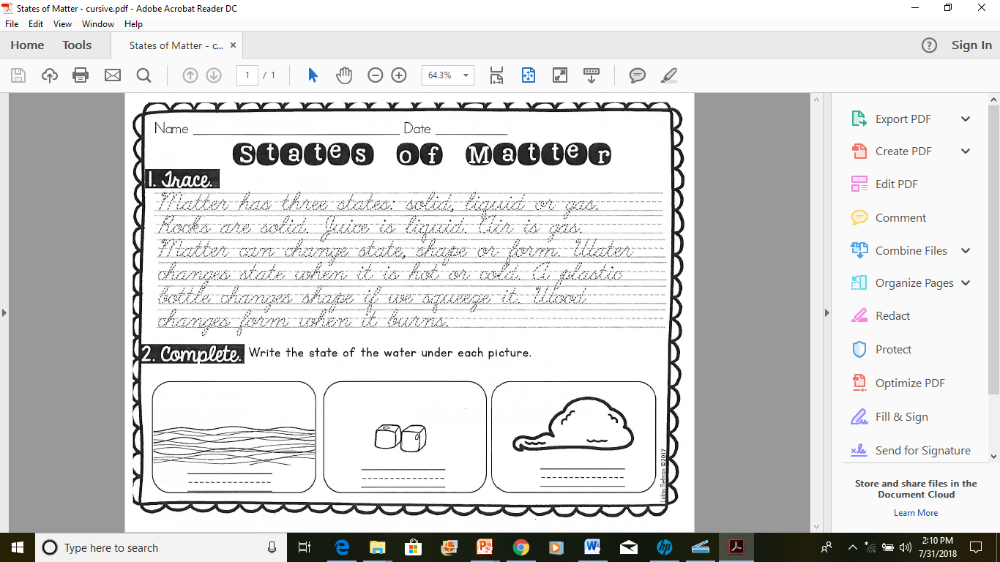 States of Matter - cursive.pdf - Adobe Acrobat Reader DC
File Edit View Window Help
Home Tools States of Matter - c... × ? Sign In
1 / 1 64.3%
Name Date
States of Matter
1. Trace.
Matter has three states: solid, liquid or gas.
Rocks are solid. Juice is liquid. Air is gas.
Matter can change state, shape or form. Water
changes state when it is hot or cold. A plastic
bottle changes shape if we squeeze it. Wood
changes form when it burns.
2. Complete. Write the state of the water under each picture.
Lidon Beltran ©2017
Export PDF
Create PDF
Edit PDF
Comment
Combine Files
Organize Pages
Redact
Protect
Optimize PDF
Fill & Sign
Send for Signature
Store and share files in the
Document Cloud
Learn More
Type here to search
2:10 PM
7/31/2018